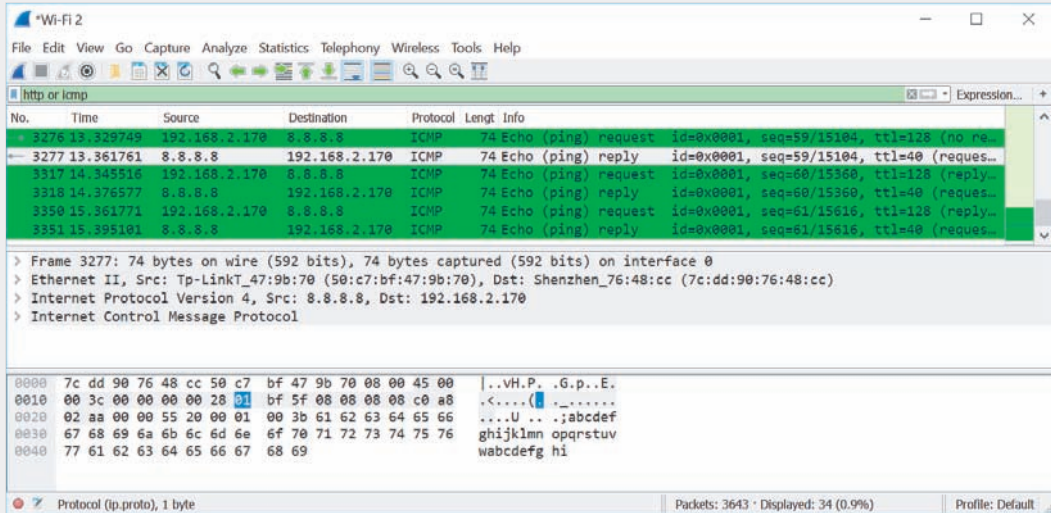 *Wi-Fi 2
File Edit View Go Capture Analyze Statistics Telephony Wireless Tools Help
http or icmp Expression... +
No. Time Source Destination Protocol Lengt Info
3276 13.329749 192.168.2.170 8.8.8.8 ICMP 74 Echo (ping) request id=0x0001, seq=59/15104, ttl=128 (no re…
3277 13.361761 8.8.8.8 192.168.2.170 ICMP 74 Echo (ping) reply id=0x0001, seq=59/15104, ttl=40 (reques…
3317 14.345516 192.168.2.170 8.8.8.8 ICMP 74 Echo (ping) request id=0x0001, seq=60/15360, ttl=128 (reply…
3318 14.376577 8.8.8.8 192.168.2.170 ICMP 74 Echo (ping) reply id=0x0001, seq=60/15360, ttl=40 (reques…
3350 15.361771 192.168.2.170 8.8.8.8 ICMP 74 Echo (ping) request id=0x0001, seq=61/15616, ttl=128 (reply…
3351 15.395101 8.8.8.8 192.168.2.170 ICMP 74 Echo (ping) reply id=0x0001, seq=61/15616, ttl=40 (reques…
> Frame 3277: 74 bytes on wire (592 bits), 74 bytes captured (592 bits) on interface 0
> Ethernet II, Src: Tp-LinkT_47:9b:70 (50:c7:bf:47:9b:70), Dst: Shenzhen_76:48:cc (7c:dd:90:76:48:cc)
> Internet Protocol Version 4, Src: 8.8.8.8, Dst: 192.168.2.170
> Internet Control Message Protocol
0000 7c dd 90 76 48 cc 50 c7 bf 47 9b 70 08 00 45 00 |..vH.P. .G.p..E.
0010 00 3c 00 00 00 00 28 01 bf 5f 08 08 08 08 c0 a8 .<....(. ._......
0020 02 aa 00 00 55 20 00 01 00 3b 61 62 63 64 65 66 ....U .. .;abcdef
0030 67 68 69 6a 6b 6c 6d 6e 6f 70 71 72 73 74 75 76 ghijklmn opqrstuv
0040 77 61 62 63 64 65 66 67 68 69 wabcdefg hi
Protocol (ip.proto), 1 byte Packets: 3643 · Displayed: 34 (0.9%) Profile: Default